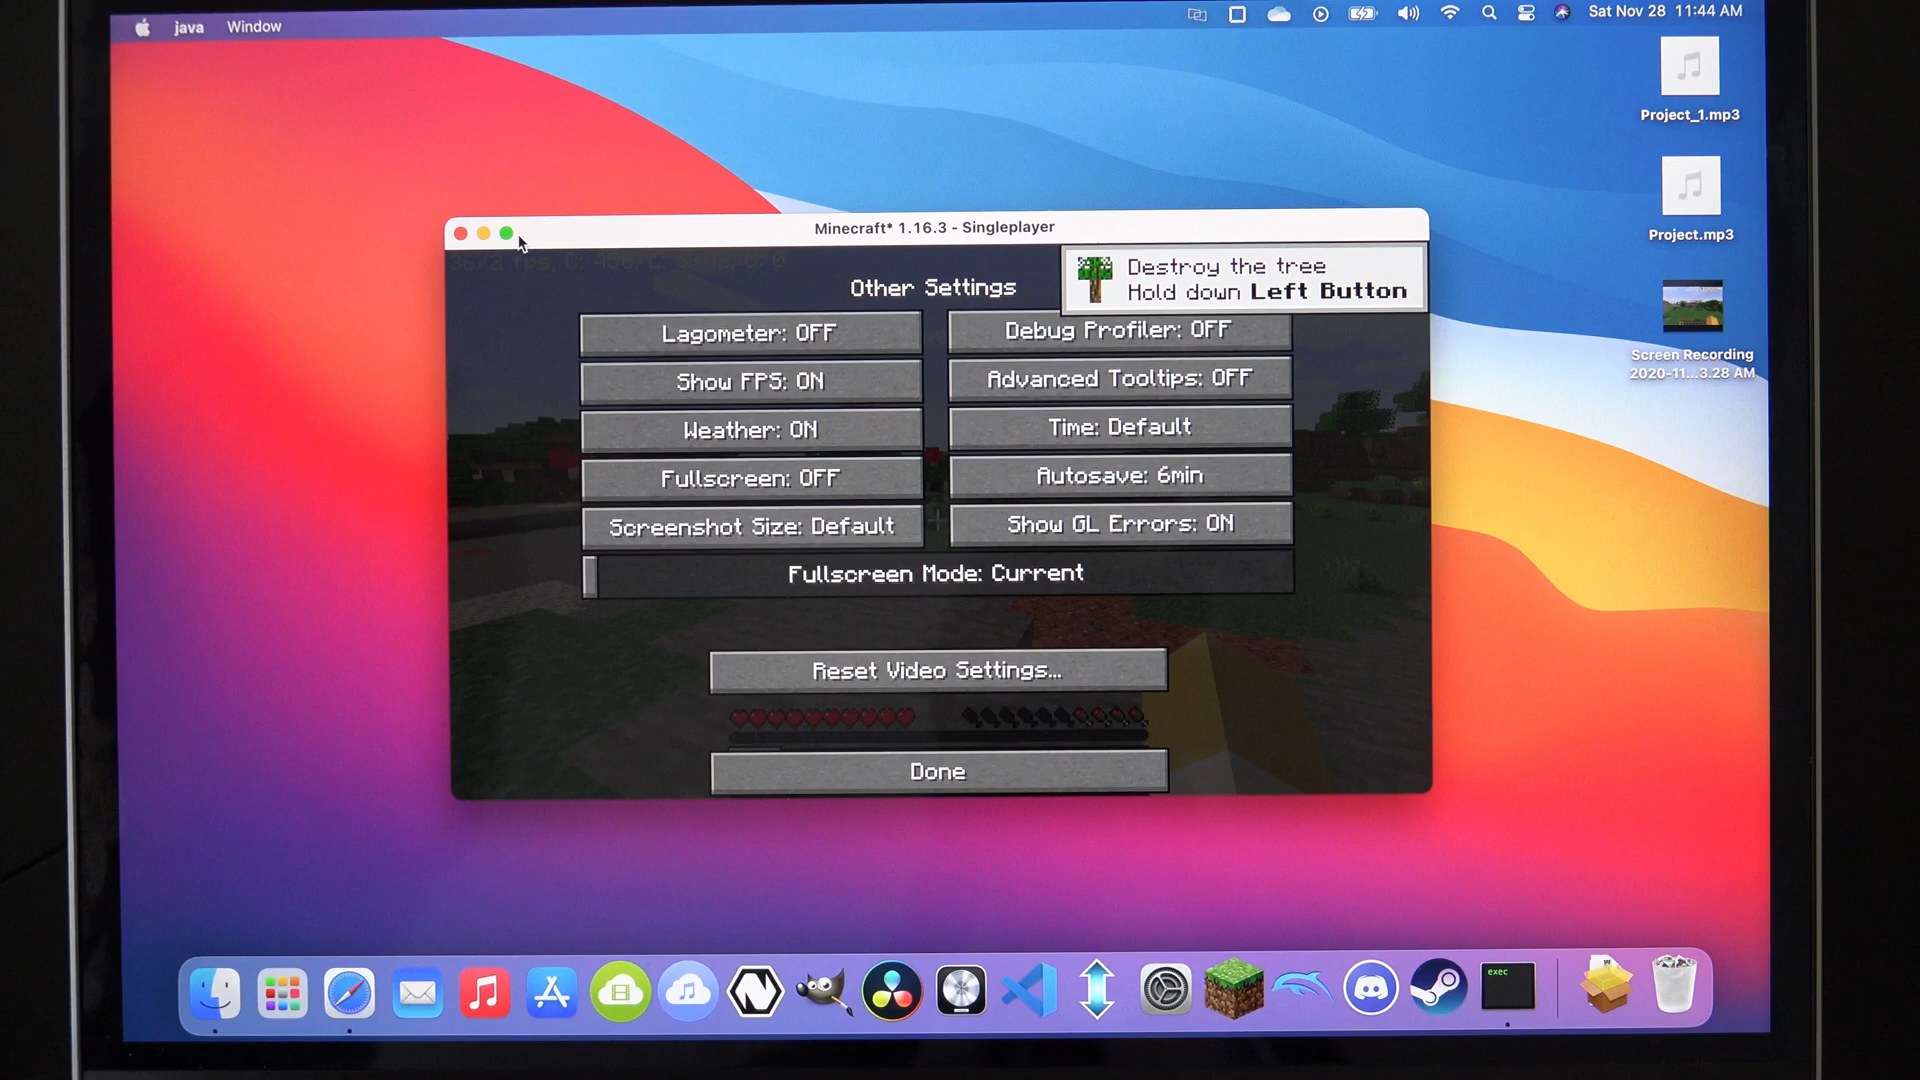 java Window
Sat Nov 28 11:44 AM
Project_1.mp3
Project.mp3
Screen Recording
2020-11...3.28 AM
Minecraft* 1.16.3 - Singleplayer
Destroy the tree
Hold down Left Button
Other Settings
Lagometer: OFF
Debug Profiler: OFF
Show FPS: ON
Advanced Tooltips: OFF
Weather: ON
Time: Default
Fullscreen: OFF
Autosave: 6min
Screenshot Size: Default
Show GL Errors: ON
Fullscreen Mode: Current
Reset Video Settings...
Done
exec